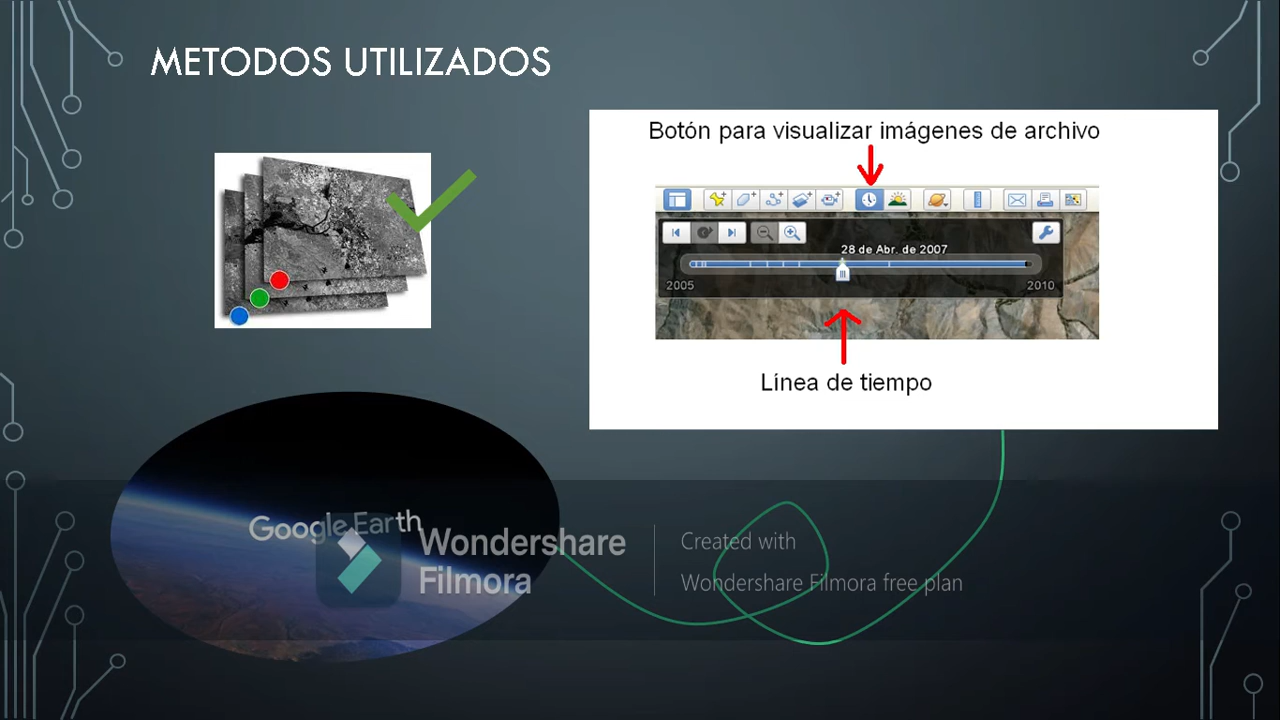 METODOS UTILIZADOS
Botón para visualizar imágenes de archivo
28 de Abr. de 2007
2005
2010
Línea de tiempo
Google Earth
Wondershare
Filmora
Created with
Wondershare Filmora free plan